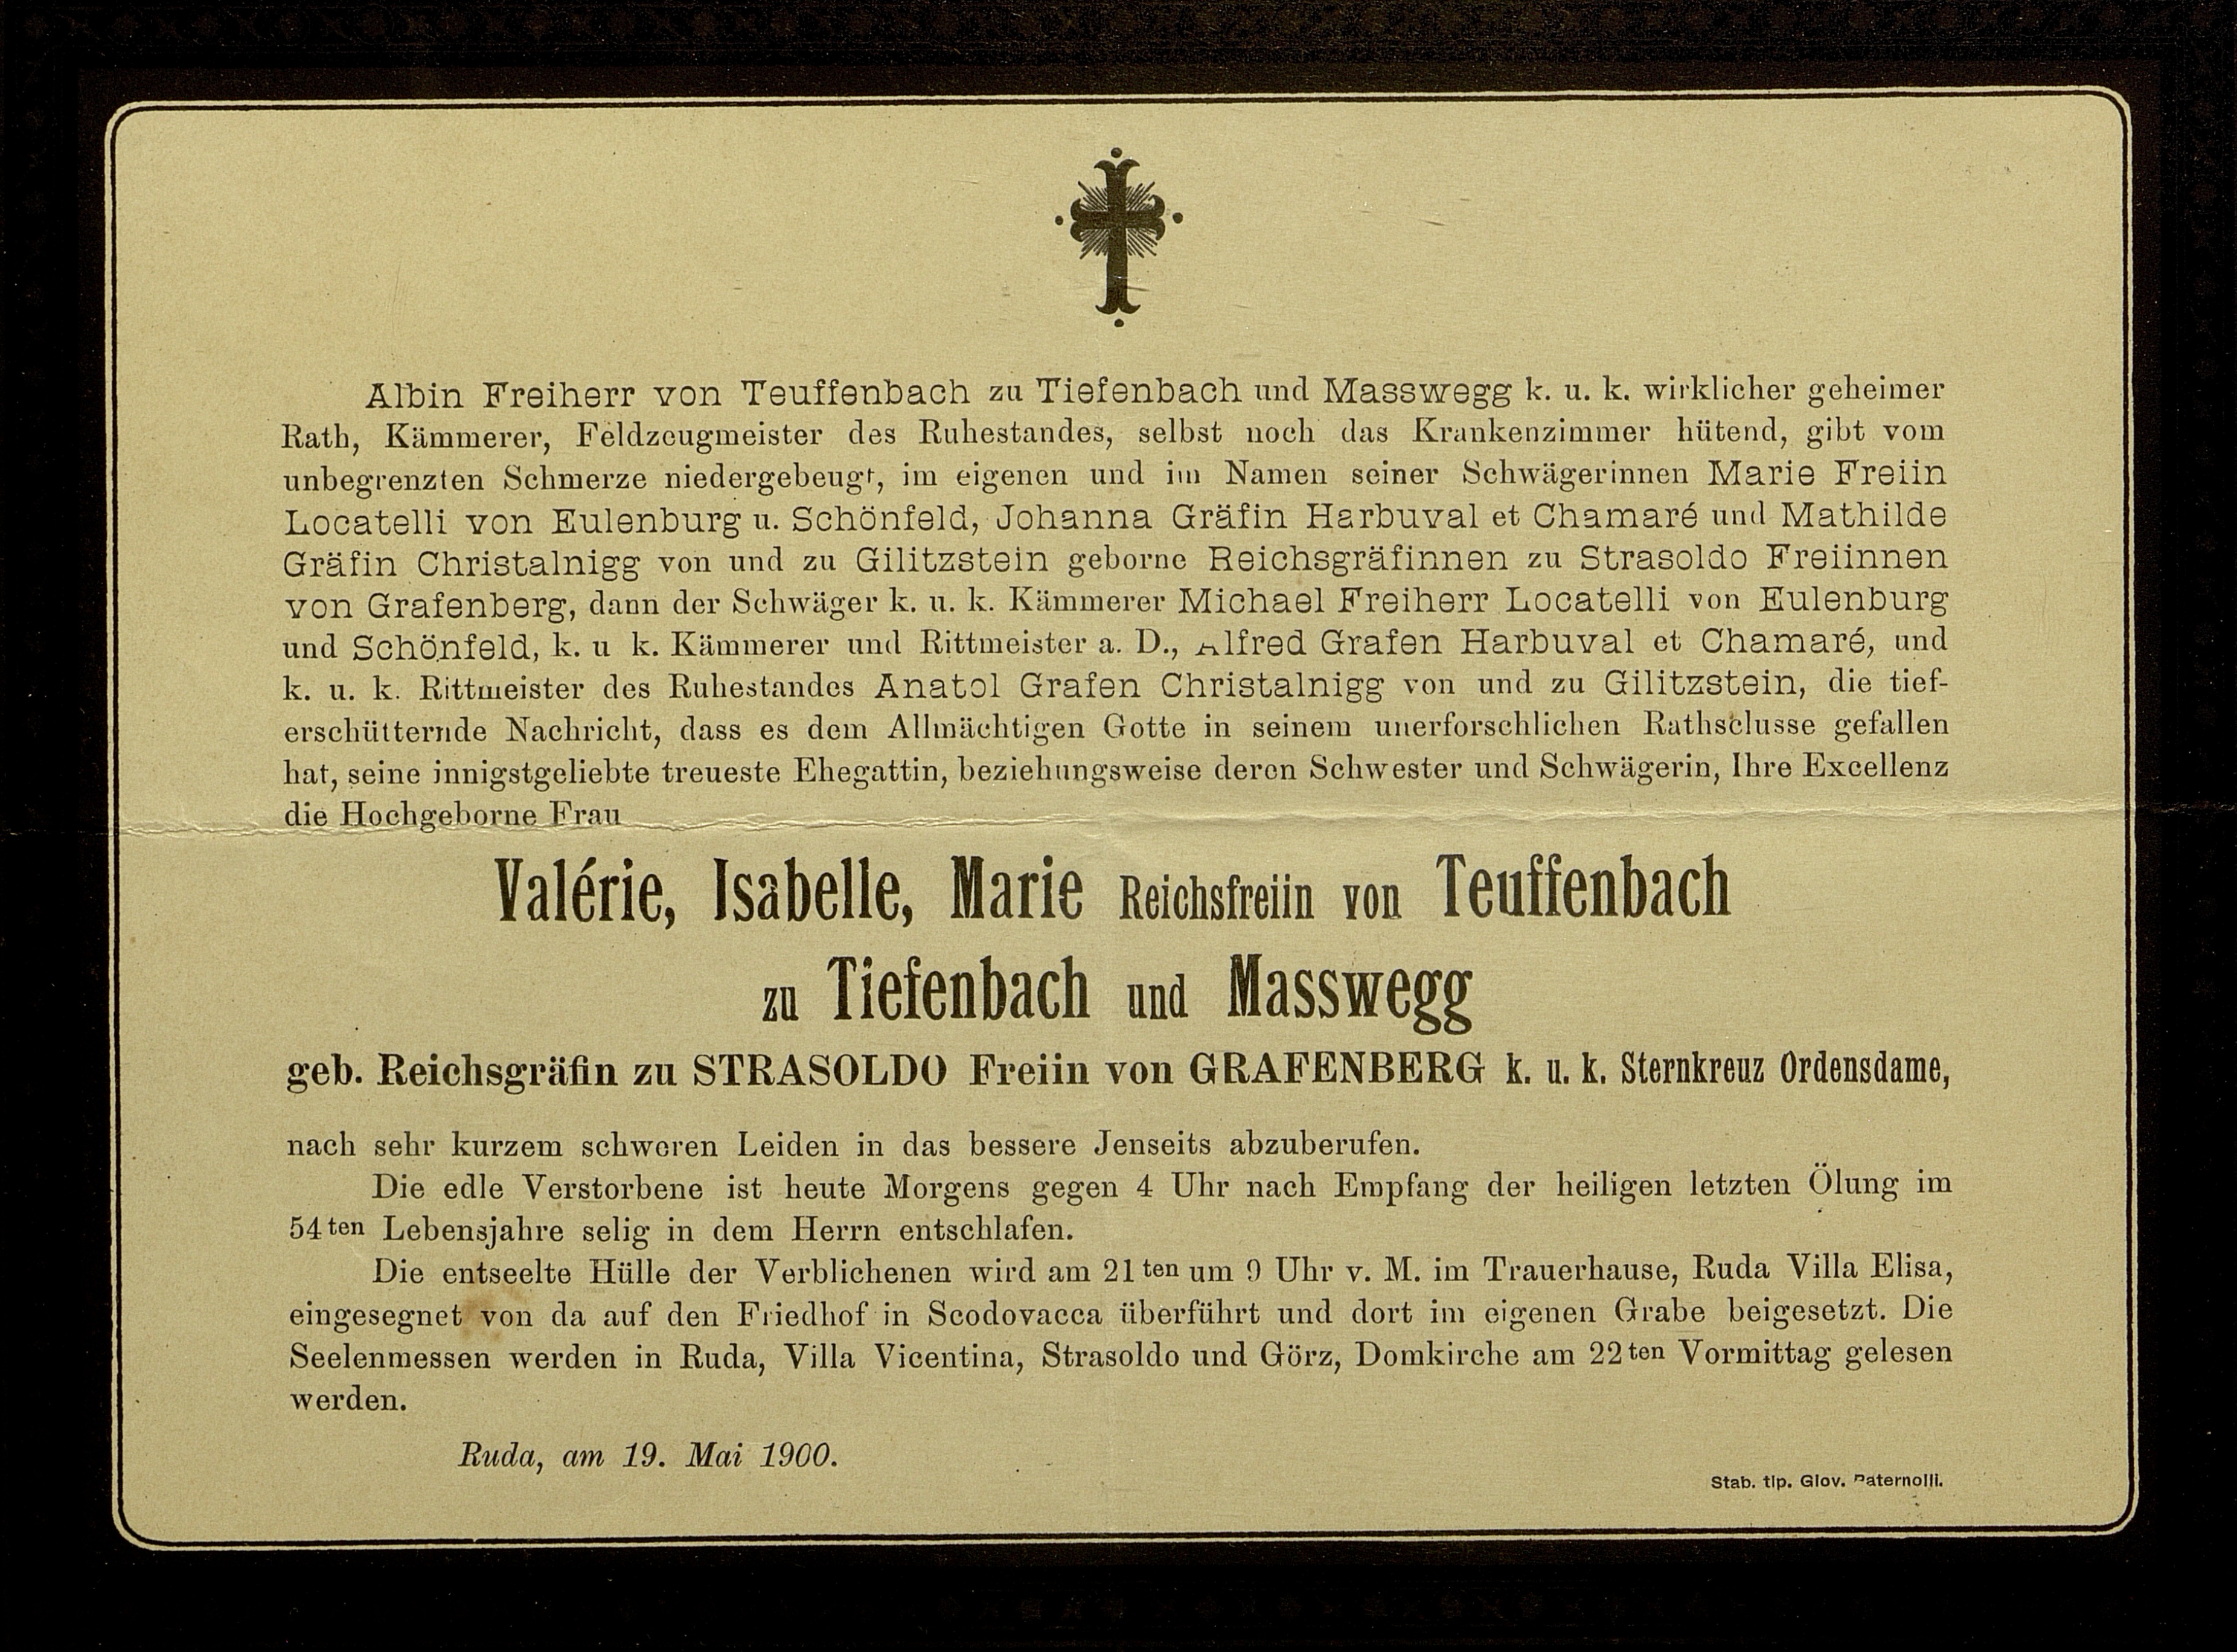 Albin Freiherr von Teuffenbach zu Tiefenbach und Masswegg k. u. k. wirklicher geheimer
Rath, Kämmerer, Feldzeugmeister des Ruhestandes, selbst noch das Krankenzimmer hütend, gibt vom
unbegrenzten Schmerze niedergebeugt, im eigenen und im Namen seiner Schwägerinnen Marie Freiin
Locatelli von Eulenburg u. Schönfeld, Johanna Gräfin Harbuval et Chamaré und Mathilde
Gräfin Christalnigg von und zu Gilitzstein geborne Reichsgräfinnen zu Strasoldo Freiinnen
von Grafenberg, dann der Schwäger k. u. k. Kämmerer Michael Freiherr Locatelli von Eulenburg
und Schönfeld, k. u k. Kämmerer und Rittmeister a. D., Alfred Grafen Harbuval et Chamaré, und
k. u. k. Rittmeister des Ruhestandes Anatol Grafen Christalnigg von und zu Gilitzstein, die tief-
erschütternde Nachricht, dass es dem Allmächtigen Gotte in seinem unerforschlichen Rathsclusse gefallen
hat, seine innigstgeliebte treueste Ehegattin, beziehungsweise deren Schwester und Schwägerin, Ihre Excellenz
die Hochgeborne Frau
Valérie, Isabelle, Marie Reichsfreiin von Teuffenbach
zu Tiefenbach und Masswegg
geb. Reichsgräfin zu STRASOLDO Freiin von GRAFENBERG k. u. k. Sternkreuz Ordensdame,
nach sehr kurzem schweren Leiden in das bessere Jenseits abzuberufen.
Die edle Verstorbene ist heute Morgens gegen 4 Uhr nach Empfang der heiligen letzten Ölung im
54ten Lebensjahre selig in dem Herrn entschlafen.
Die entseelte Hülle der Verblichenen wird am 21ten um 9 Uhr v. M. im Trauerhause, Ruda Villa Elisa,
eingesegnet von da auf den Friedhof in Scodovacca überführt und dort im eigenen Grabe beigesetzt. Die
Seelenmessen werden in Ruda, Villa Vicentina, Strasoldo und Görz, Domkirche am 22ten Vormittag gelesen
werden.
Ruda, am 19. Mai 1900.
Stab. tip. Giov. Paternolli.